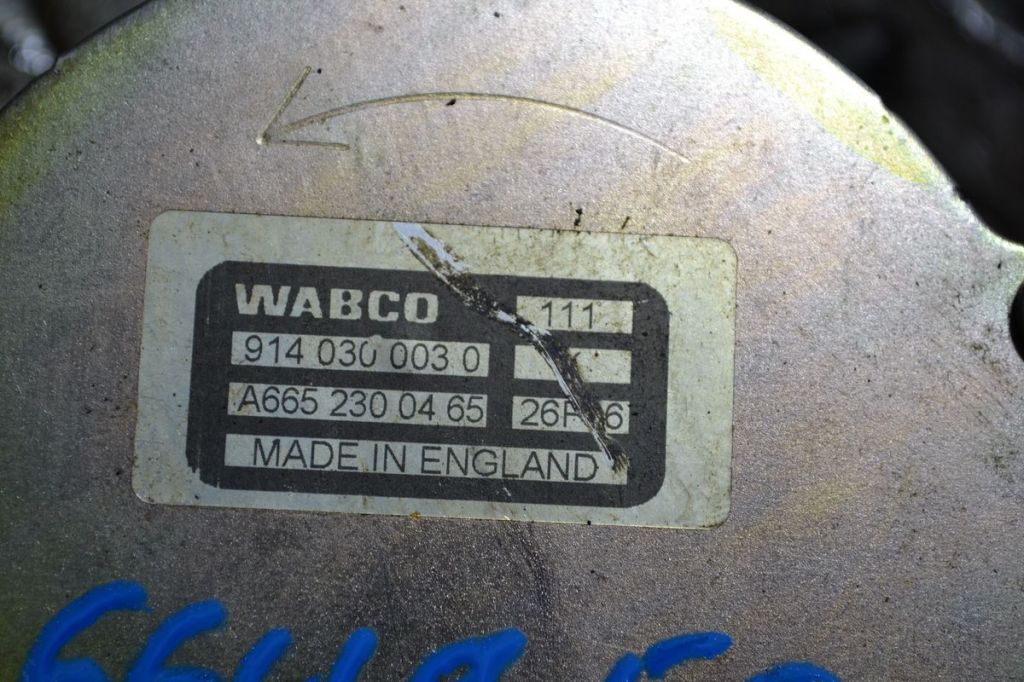 WABCO 111
914 030 003 0
A665 230 04 65
MADE IN ENGLAND